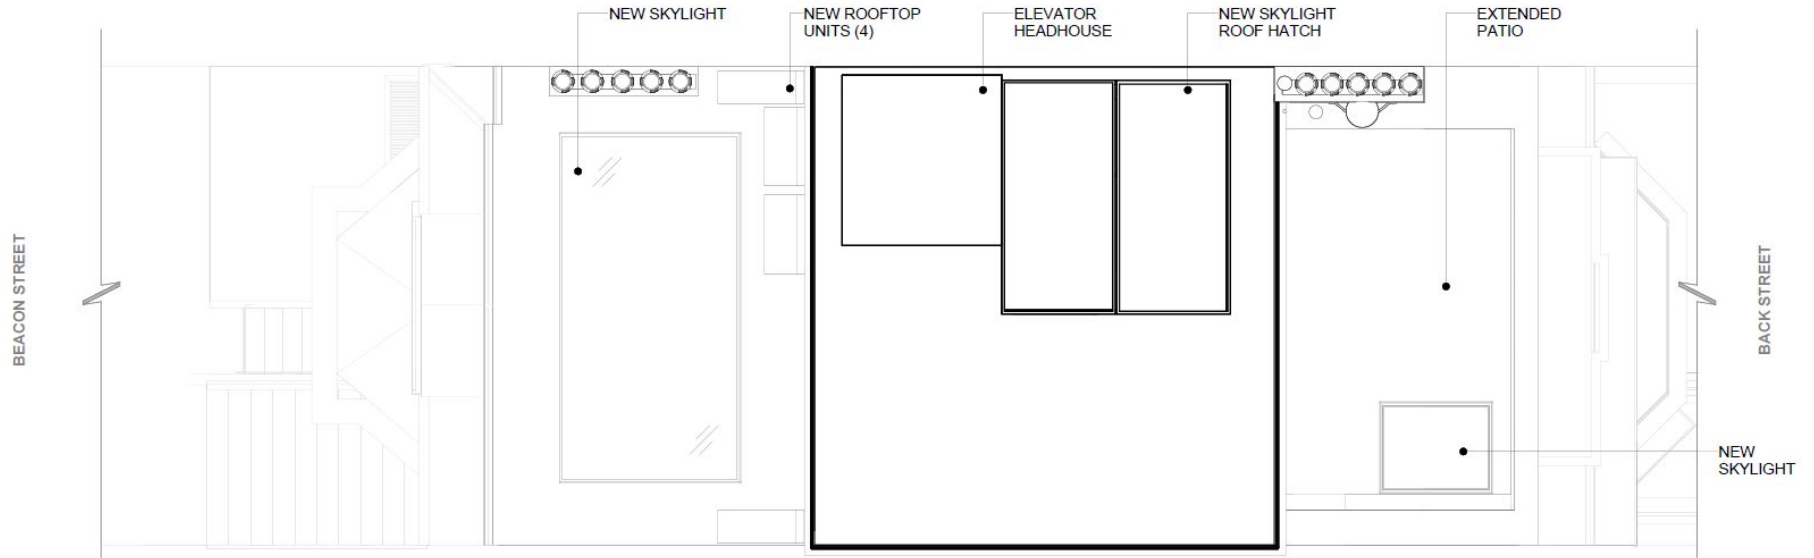 NEW SKYLIGHT
NEW ROOFTOP
UNITS (4)
ELEVATOR
HEADHOUSE
NEW SKYLIGHT
ROOF HATCH
EXTENDED
PATIO
BEACON STREET
BACK STREET
NEW
SKYLIGHT